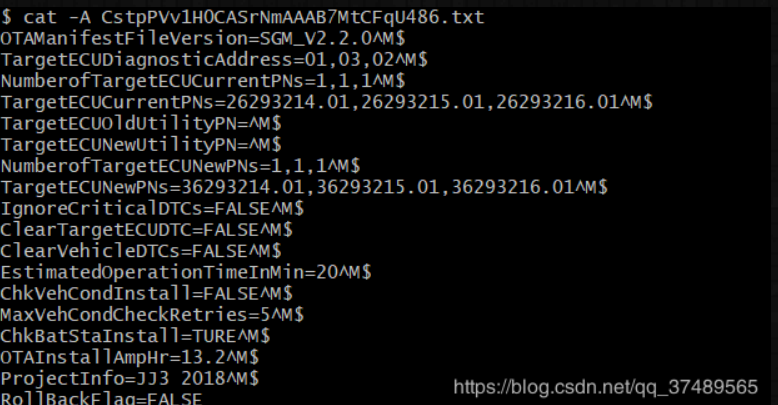 $ cat -A CstpPVv1HOCASrNmAAAB7MtCFqU486.txt
OTAManifestFileVersion=SGM_V2.2.0^M$
TargetECUDiagnosticAddress=01,03,02^M$
NumberofTargetECUCurrentPNs=1,1,1^M$
TargetECUCurrentPNs=26293214.01,26293215.01,26293216.01^M$
TargetECUOldUtilityPN=^M$
TargetECUNewUtilityPN=^M$
NumberofTargetECUNewPNs=1,1,1^M$
TargetECUNewPNs=36293214.01,36293215.01,36293216.01^M$
IgnoreCriticalDTCs=FALSE^M$
ClearTargetECUDTC=FALSE^M$
ClearVehicleDTCs=FALSE^M$
EstimatedOperationTimeInMin=20^M$
ChkVehCondInstall=FALSE^M$
MaxVehCondCheckRetries=5^M$
ChkBatStaInstall=TURE^M$
OTAInstallAmpHr=13.2^M$
ProjectInfo=JJ3 2018^M$
RollBackFlag=FALSE
https://blog.csdn.net/qq_37489565